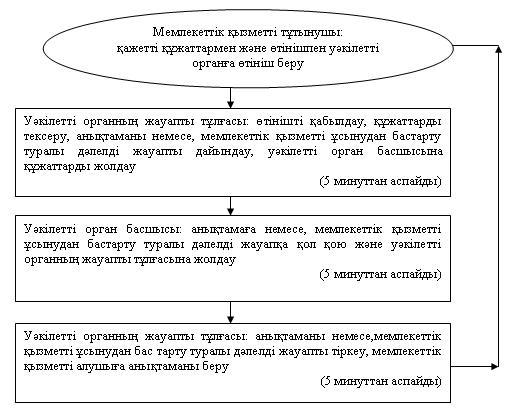 Мемпекеттік қызметті тұтынушы:
қажетті құжаттармен және өтінішпен уәкілетті
органға өтініш беру
Уәкілетті органның жауапты тұлғасы: өтінішті қабылдау, құжаттарды
тексеру, анықтаманы немесе, мемлекеттік қызметті ұсынудан бастарту
туралы дәлелді жауапты дайындау, уәкілетті орган басшысына
құжаттарды жолдау
(5 минуттан аспайды)
Уәкілетті орган басшысы: анықтамаға немесе, мемлекеттік қызметті
ұсынудан бастарту туралы дәлелді жауапқа қол қою және уәкілетті
органның жауапты тұлғасына жолдау
(5 минуттан аспайды)
Уәкілетті органның жауапты тұлғасы: анықтаманы немесе,мемлекеттік
қызметті ұсынудан бас тарту туралы дәлелді жауапты тіркеу, мемлекеттік
қызметті алушыға анықтаманы беру
(5 минуттан аспайды)